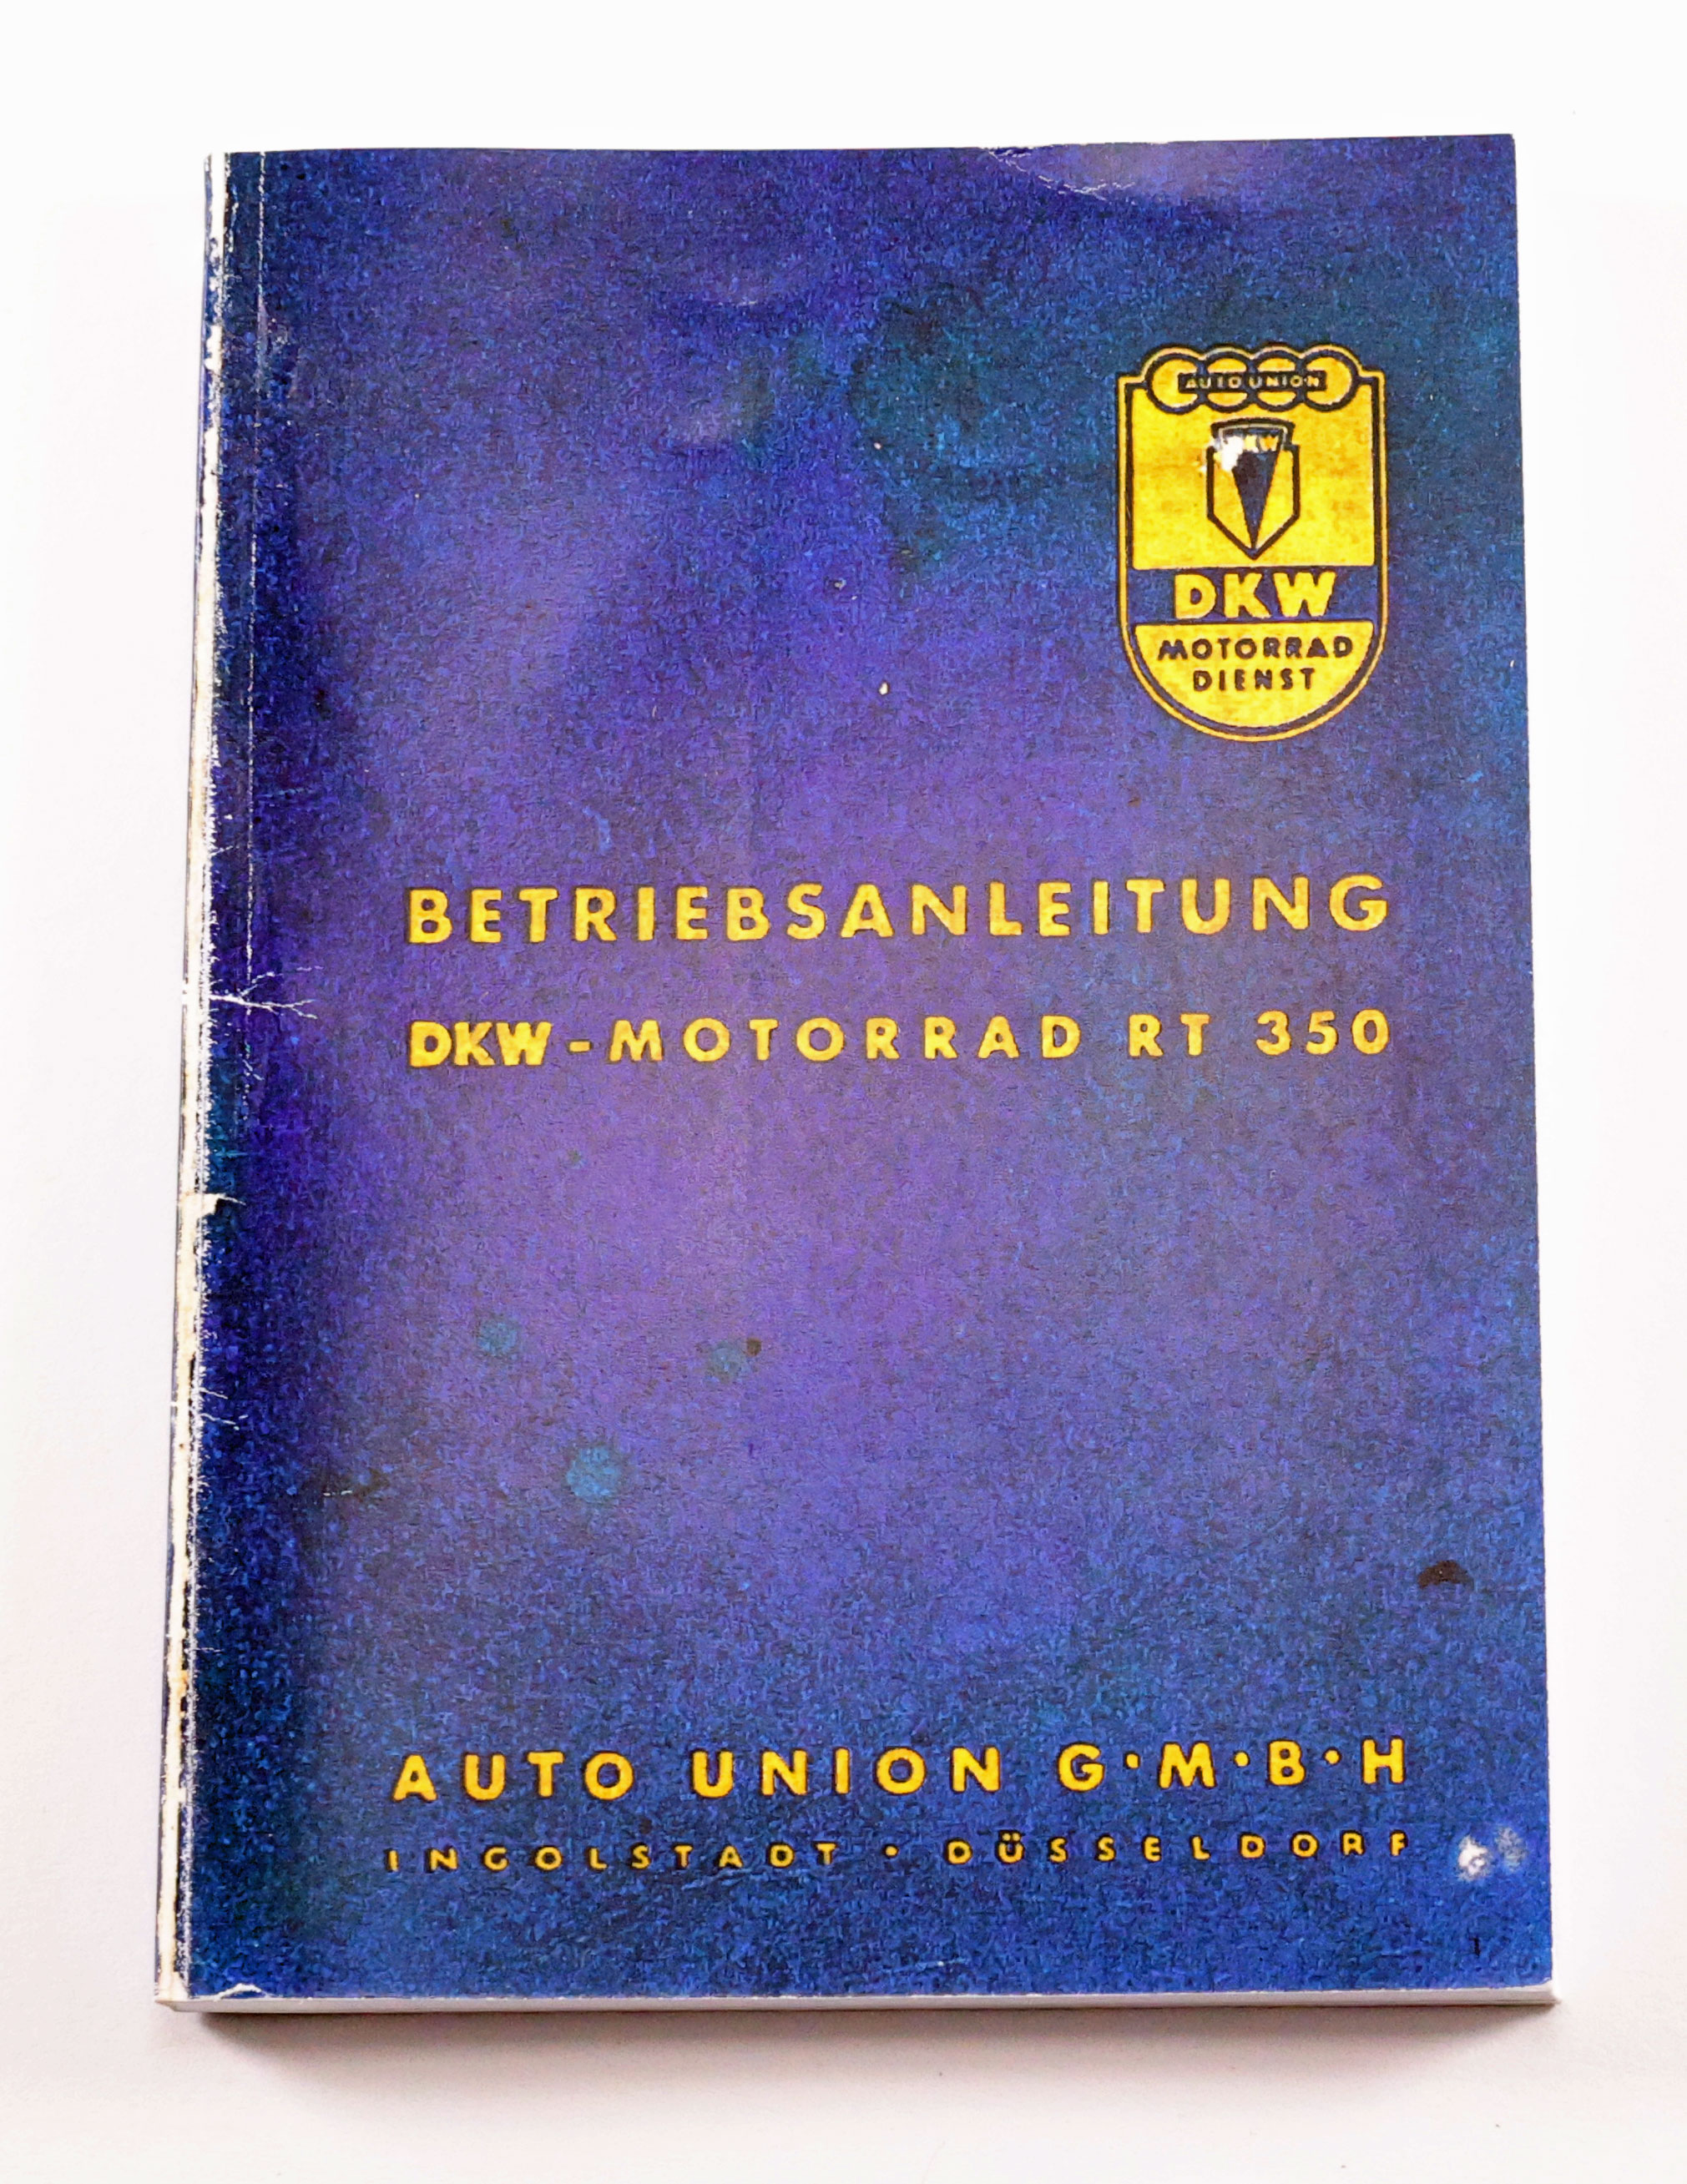 AUTO UNION
DKW
DKW
MOTORRAD
DIENST
BETRIEBSANLEITUNG
DKW-MOTORRAD RT 350
AUTO UNION G·M·B·H
INGOLSTADT · DÜSSELDORF